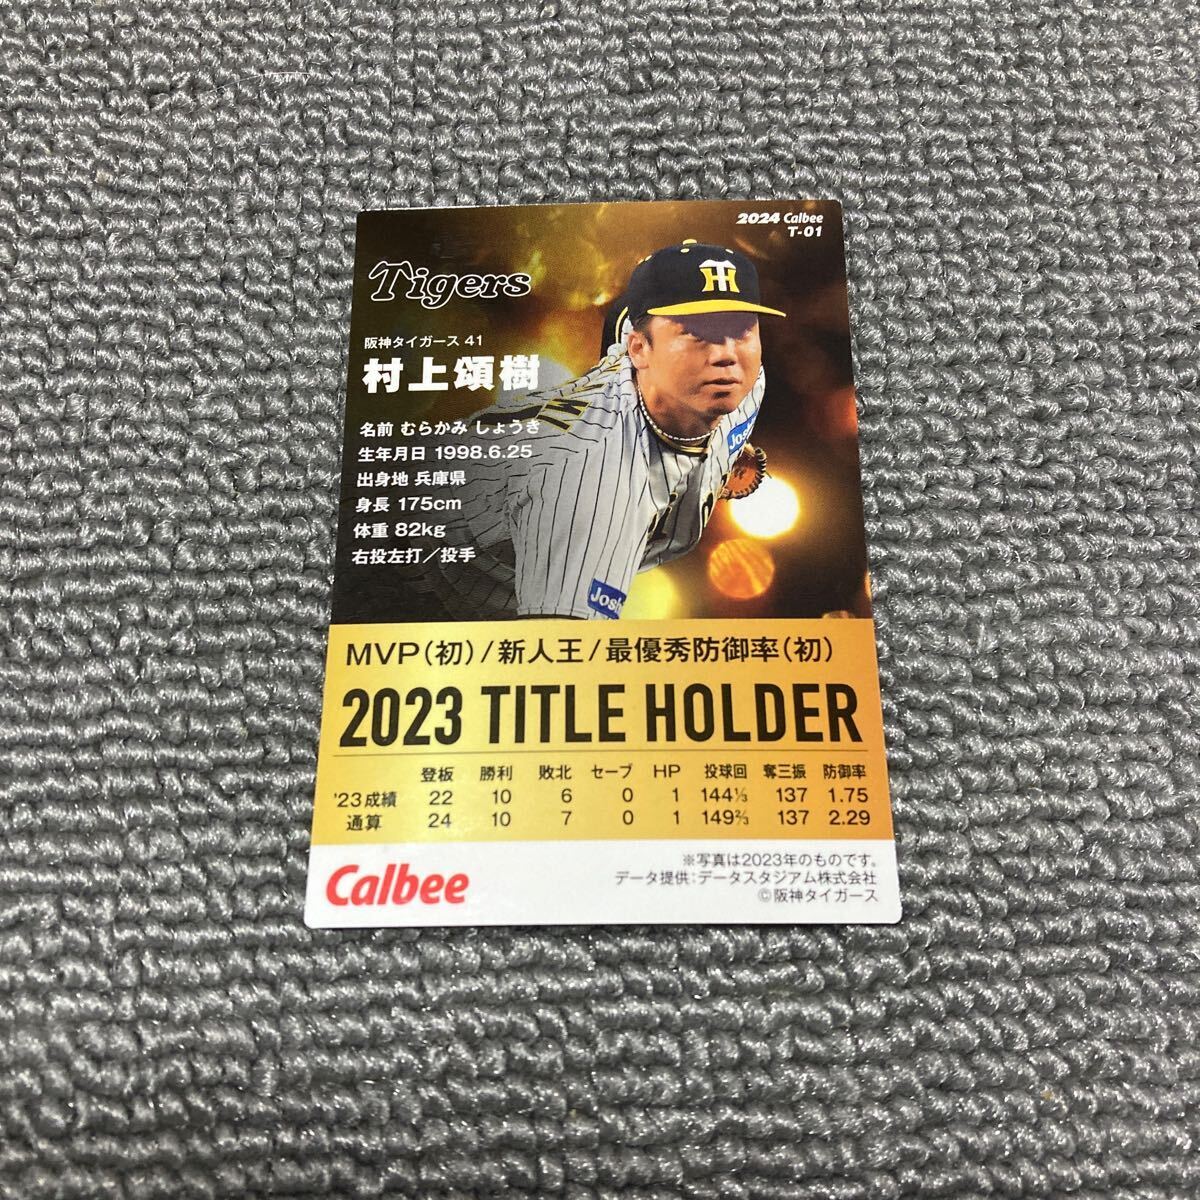 2024 Calbee
T-01
Tigers
阪神タイガース 41
村上頌樹
名前 むらかみ しょうき
生年月日 1998.6.25
出身地 兵庫県
身長 175cm
体重 82kg
右投左打／投手
Josh
Josh
MVP(初)/新人王/最優秀防御率(初)
2023 TITLE HOLDER
登板 勝利 敗北 セーブ HP 投球回 奪三振 防御率
'23成績 22 10 6 0 1 144⅓ 137 1.75
通算 24 10 7 0 1 149⅔ 137 2.29
Calbee
※写真は2023年のものです。
データ提供:データスタジアム株式会社
©阪神タイガース